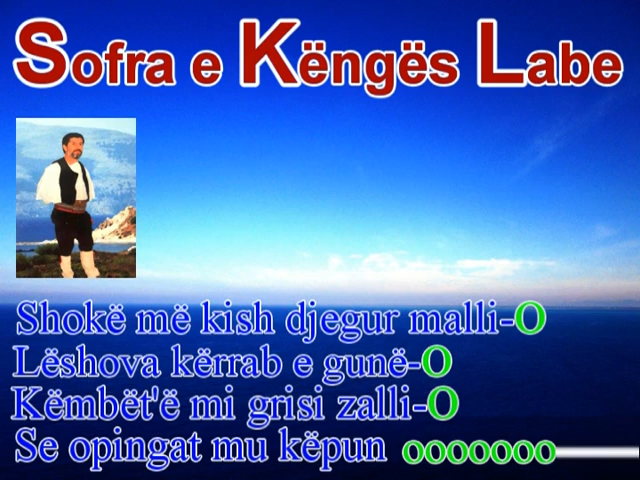 Sofra e Këngës Labe
Shokë më kish djegur malli-O
Lëshova kërrab e gunë-O
Këmbët'ë mi grisi zalli-O
Se opingat mu këpun ooooooo